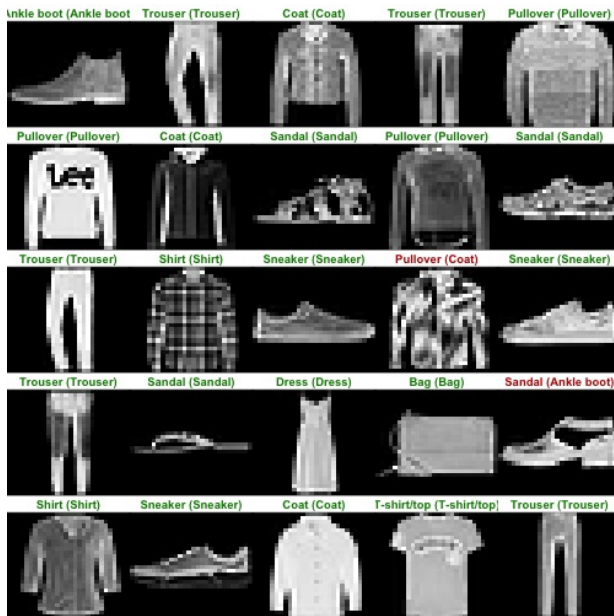 Ankle boot (Ankle boot Trouser (Trouser) Coat (Coat) Trouser (Trouser) Pullover (Pullover)
Pullover (Pullover) Coat (Coat) Sandal (Sandal) Pullover (Pullover) Sandal (Sandal)
Lee
Trouser (Trouser) Shirt (Shirt) Sneaker (Sneaker) Pullover (Coat) Sneaker (Sneaker)
Trouser (Trouser) Sandal (Sandal) Dress (Dress) Bag (Bag) Sandal (Ankle boot)
Shirt (Shirt) Sneaker (Sneaker) Coat (Coat) T-shirt/top (T-shirt/top) Trouser (Trouser)